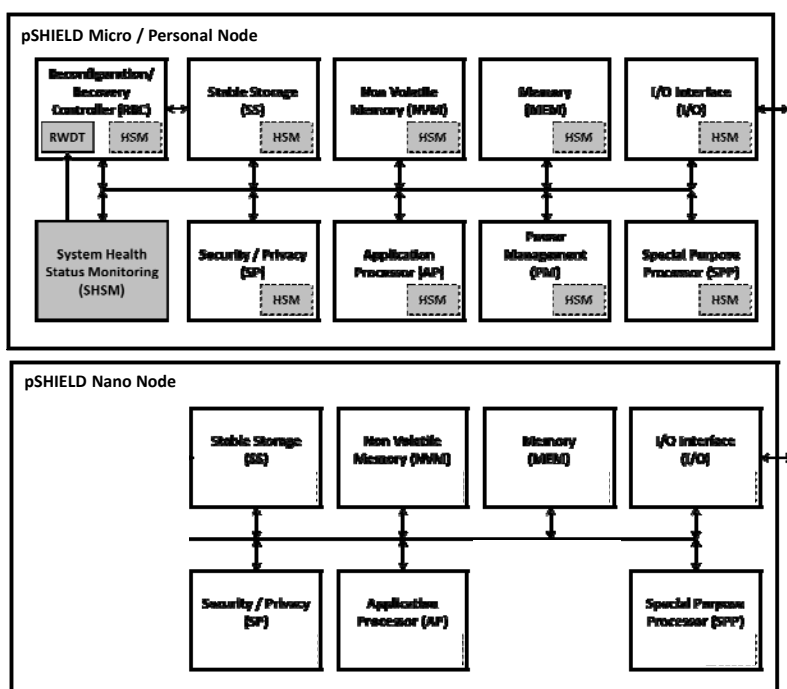 pSHIELD Micro / Personal Node
Reconfiguration/
Recovery
Controller (RRC)
RWDT
HSM
Stable Storage
(SS)
HSM
Non Volatile
Memory (NVM)
HSM
Memory
(MEM)
HSM
I/O Interface
(I/O)
HSM
System Health
Status Monitoring
(SHSM)
Security / Privacy
(SP)
HSM
Application
Processor (AP)
HSM
Power
Management
(PM)
HSM
Special Purpose
Processor (SPP)
HSM
pSHIELD Nano Node
Stable Storage
(SS)
Non Volatile
Memory (NVM)
Memory
(MEM)
I/O Interface
(I/O)
Security / Privacy
(SP)
Application
Processor (AP)
Special Purpose
Processor (SPP)